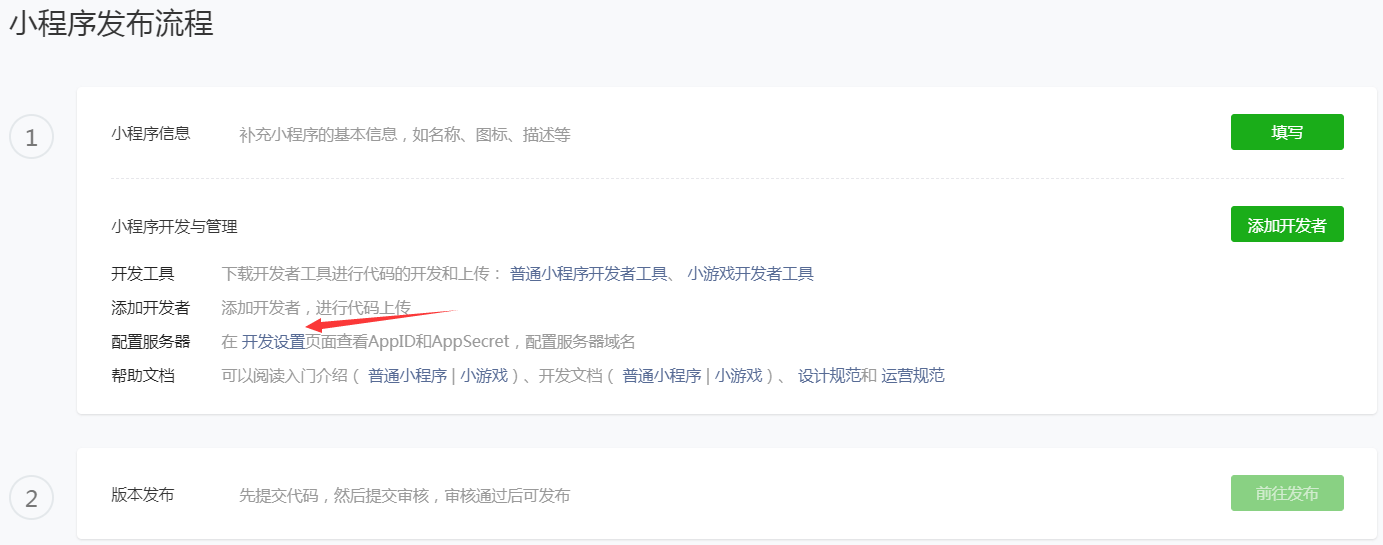 小程序发布流程
1
小程序信息 补充小程序的基本信息，如名称、图标、描述等 填写
小程序开发与管理 添加开发者
开发工具 下载开发者工具进行代码的开发和上传： 普通小程序开发者工具、 小游戏开发者工具
添加开发者 添加开发者，进行代码上传
配置服务器 在 开发设置页面查看AppID和AppSecret，配置服务器域名
帮助文档 可以阅读入门介绍（ 普通小程序 | 小游戏 ）、开发文档（ 普通小程序 | 小游戏 ）、 设计规范和 运营规范
2
版本发布 先提交代码，然后提交审核，审核通过后可发布 前往发布